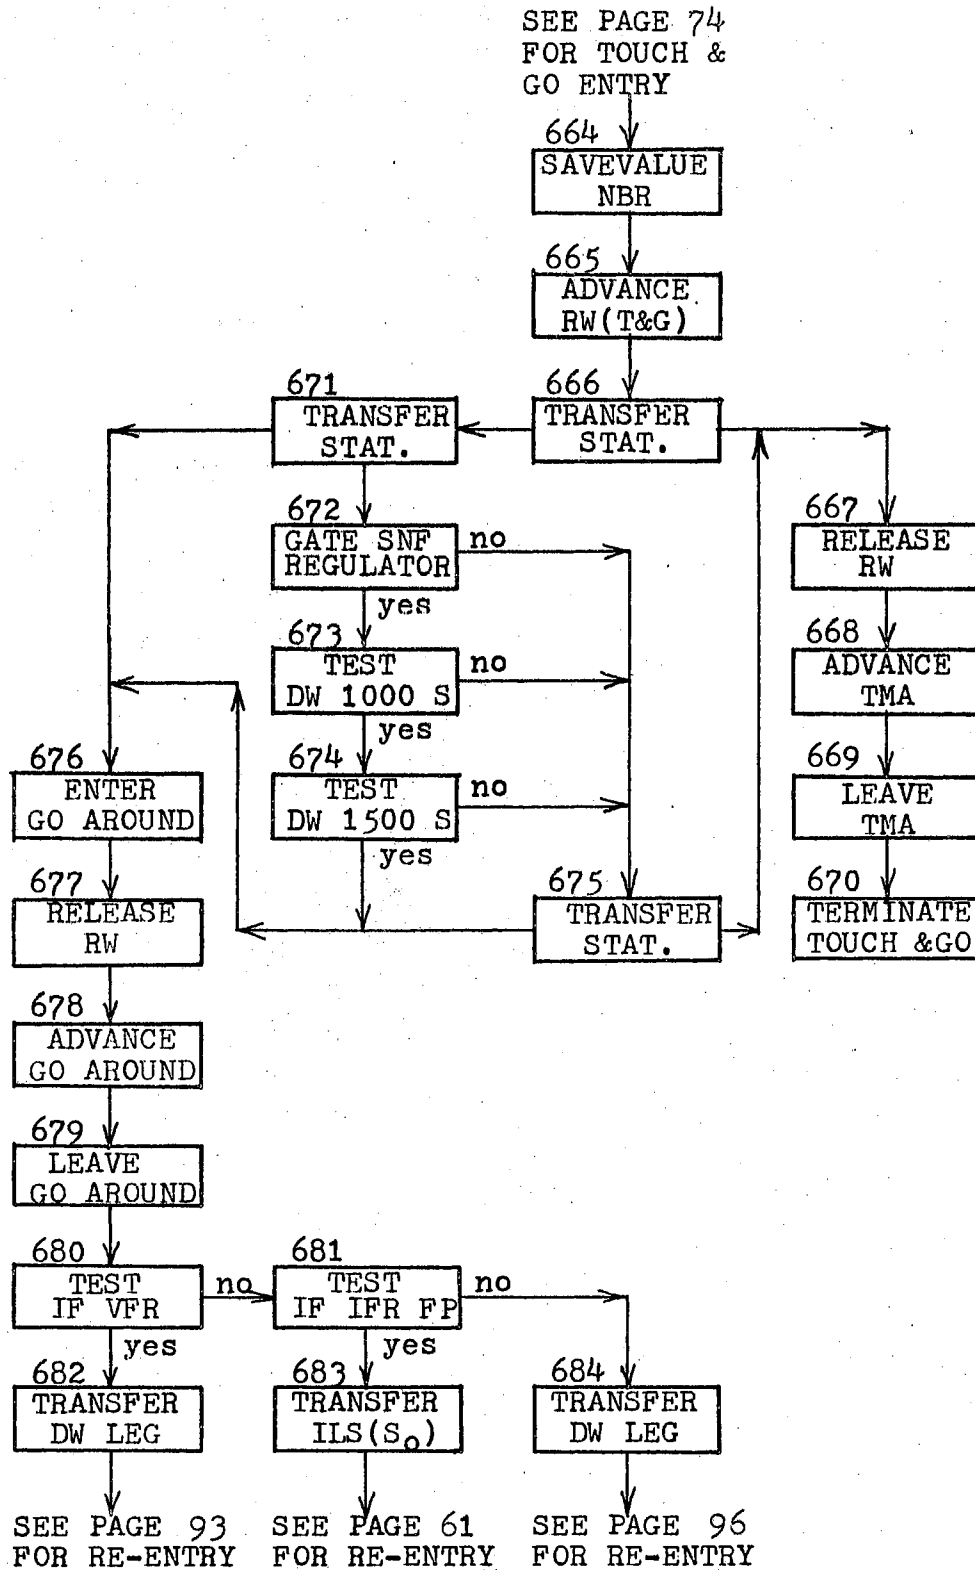 SEE PAGE 74
FOR TOUCH &
GO ENTRY
664
SAVEVALUE
NBR
665
ADVANCE
RW(T&G)
671
TRANSFER
STAT.
666
TRANSFER
STAT.
672
GATE SNF
REGULATOR
no
yes
667
RELEASE
RW
673
TEST
DW 1000 S
no
yes
668
ADVANCE
TMA
676
ENTER
GO AROUND
674
TEST
DW 1500 S
no
yes
669
LEAVE
TMA
677
RELEASE
RW
675
TRANSFER
STAT.
670
TERMINATE
TOUCH &GO
678
ADVANCE
GO AROUND
679
LEAVE
GO AROUND
680
TEST
IF VFR
no
yes
681
TEST
IF IFR FP
no
yes
682
TRANSFER
DW LEG
683
TRANSFER
ILS(So)
684
TRANSFER
DW LEG
SEE PAGE 93
FOR RE-ENTRY
SEE PAGE 61
FOR RE-ENTRY
SEE PAGE 96
FOR RE-ENTRY